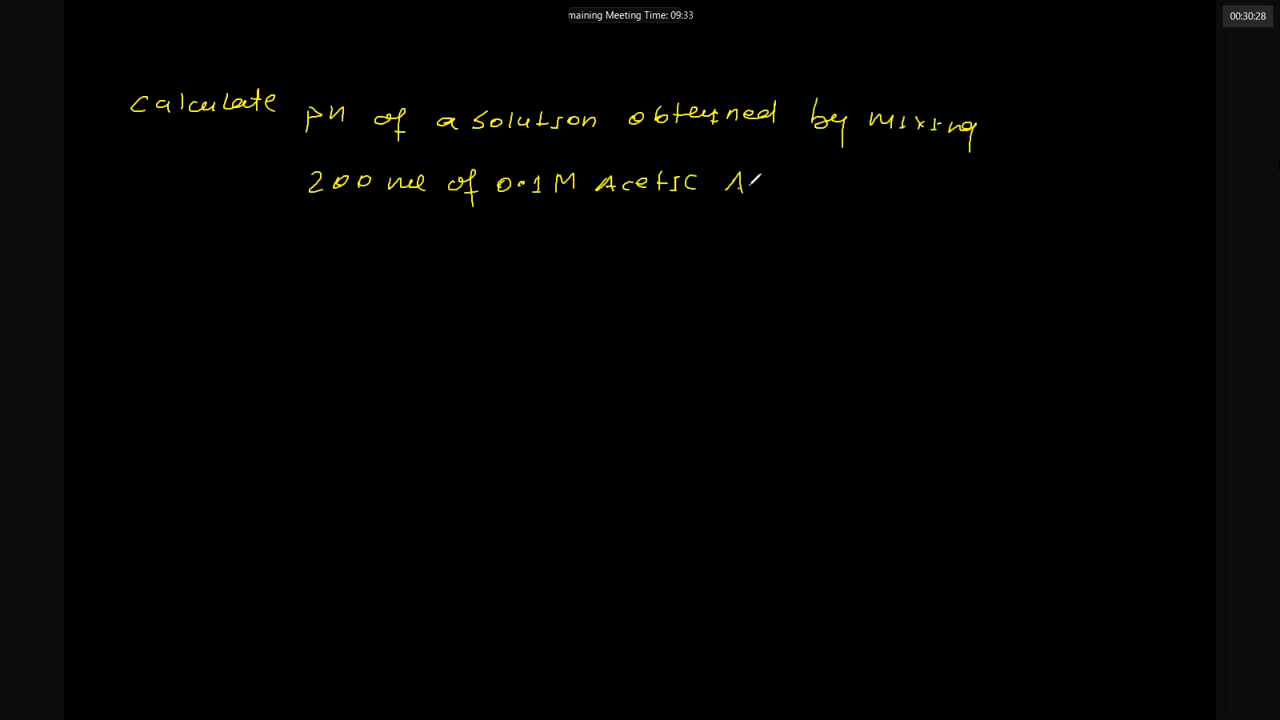 maining Meeting Time: 09:33
00:30:28
Calculate pH of a solution obteined by mixing
200 ml of 0.1 M Acetic A